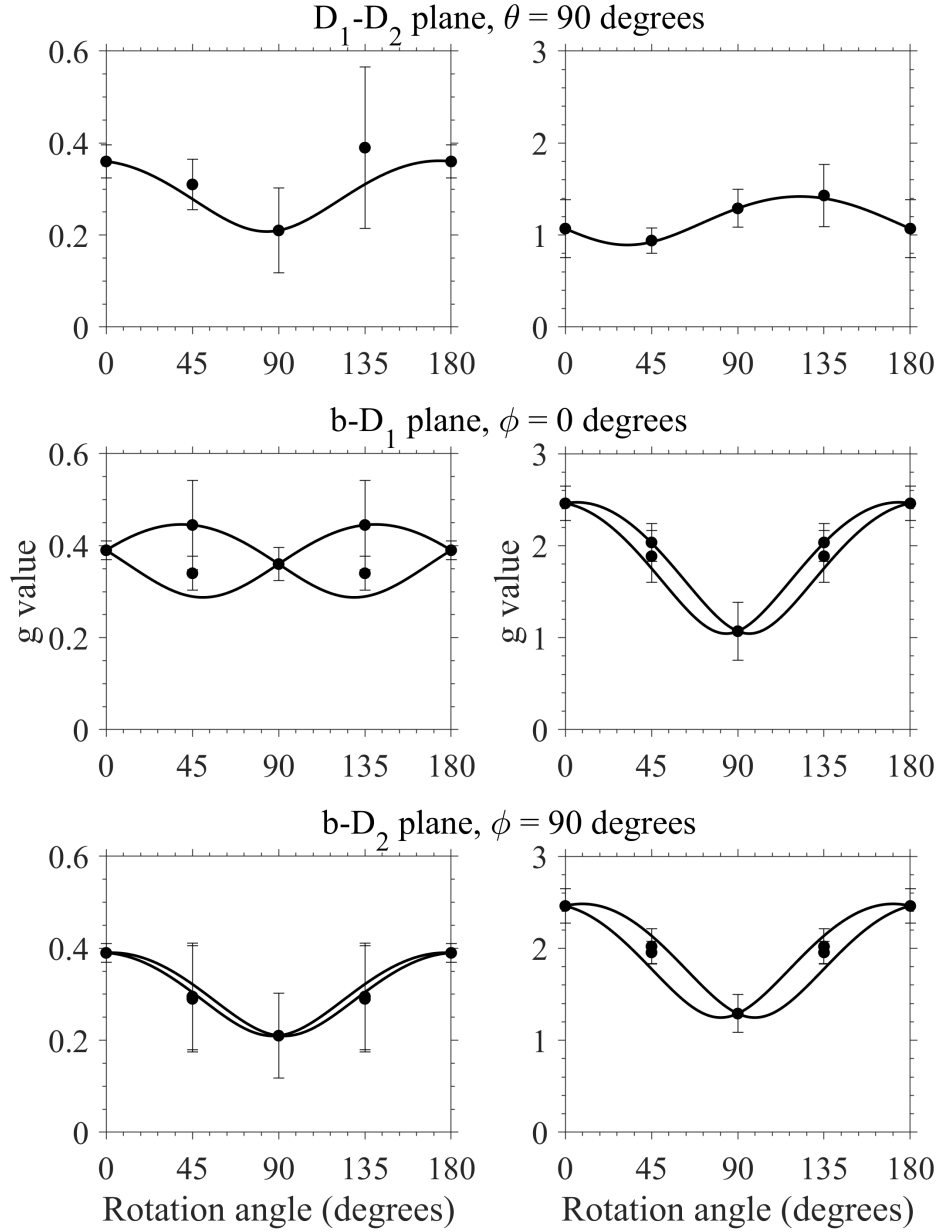 D₁-D₂ plane, θ = 90 degrees
0.6
0.4
0.2
0
0 45 90 135 180
3
2
1
0
0 45 90 135 180
b-D₁ plane, ϕ = 0 degrees
g value
0.6
0.4
0.2
0
0 45 90 135 180
g value
3
2
1
0
0 45 90 135 180
b-D₂ plane, ϕ = 90 degrees
0.6
0.4
0.2
0
0 45 90 135 180
Rotation angle (degrees)
3
2
1
0
0 45 90 135 180
Rotation angle (degrees)